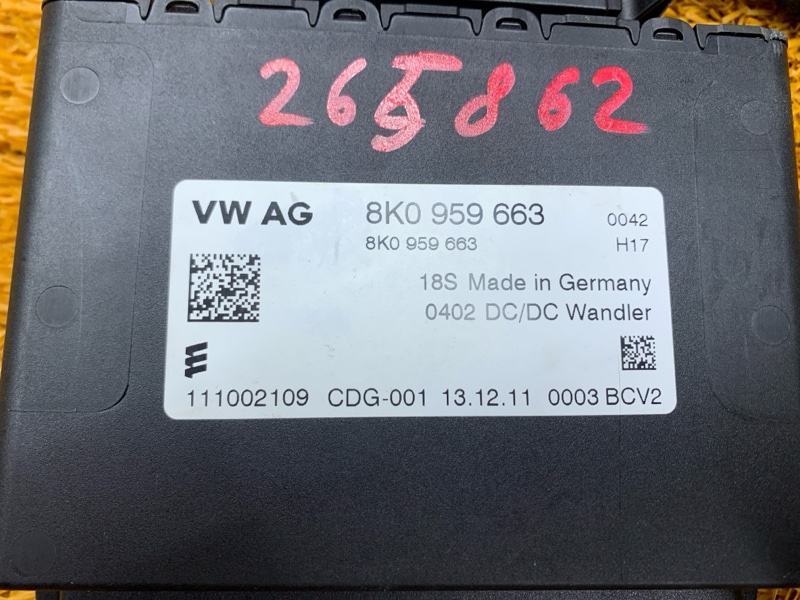 265862
VW AG 8K0 959 663 0042
8K0 959 663 H17
18S Made in Germany
0402 DC/DC Wandler
111002109 CDG-001 13.12.11 0003 BCV2